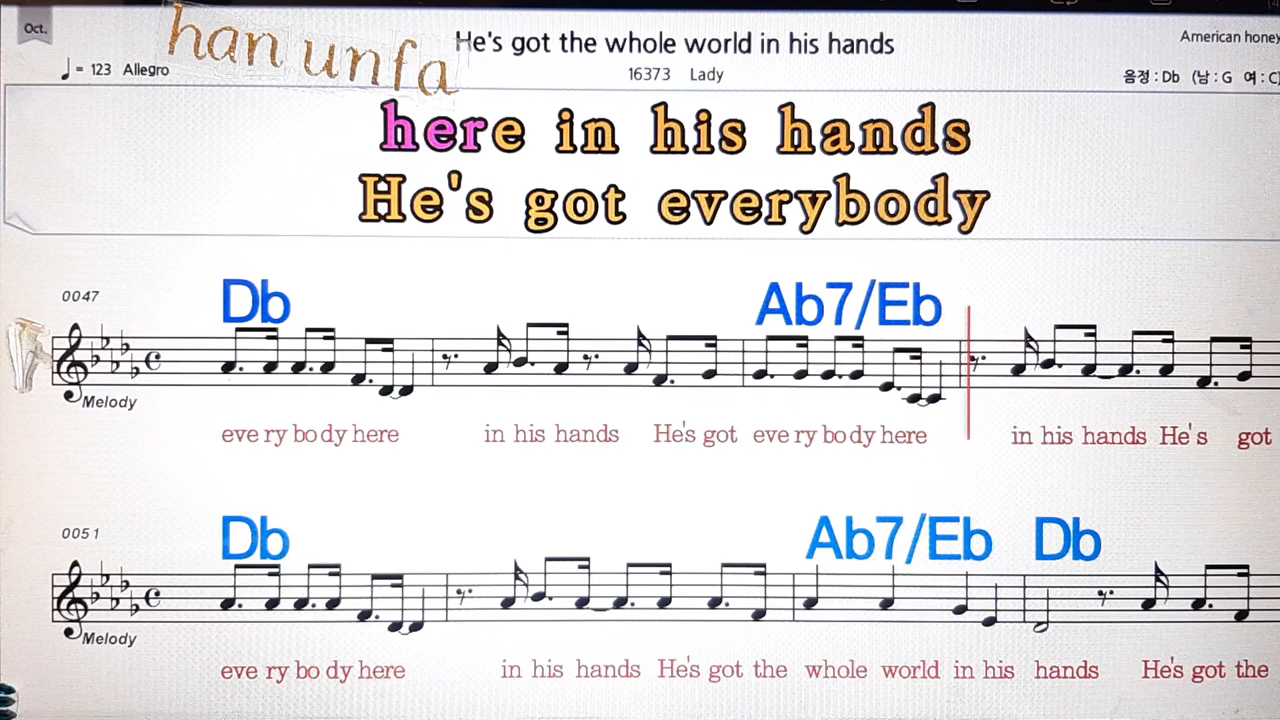 Oct.
han unfa
He's got the whole world in his hands
American honey
♩ = 123 Allegro
16373 Lady
음정 : Db (남 : G 여 : C)
here in his hands
He's got everybody
0047
Db
Ab7/Eb
Melody
eve ry bo dy here in his hands He's got eve ry bo dy here in his hands He's got
0051
Db
Ab7/Eb
Db
Melody
eve ry bo dy here in his hands He's got the whole world in his hands He's got the